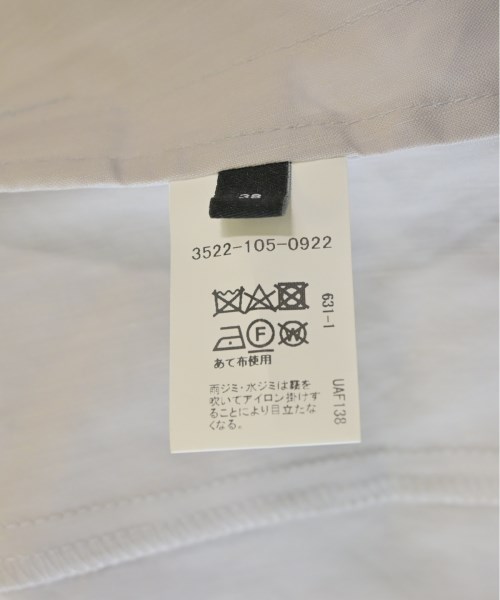 38
3522-105-0922
F W
あて布使用
雨ジミ・水ジミは霧を
吹いてアイロン掛けす
ることにより目立たな
くなる。
631-1
UAF138